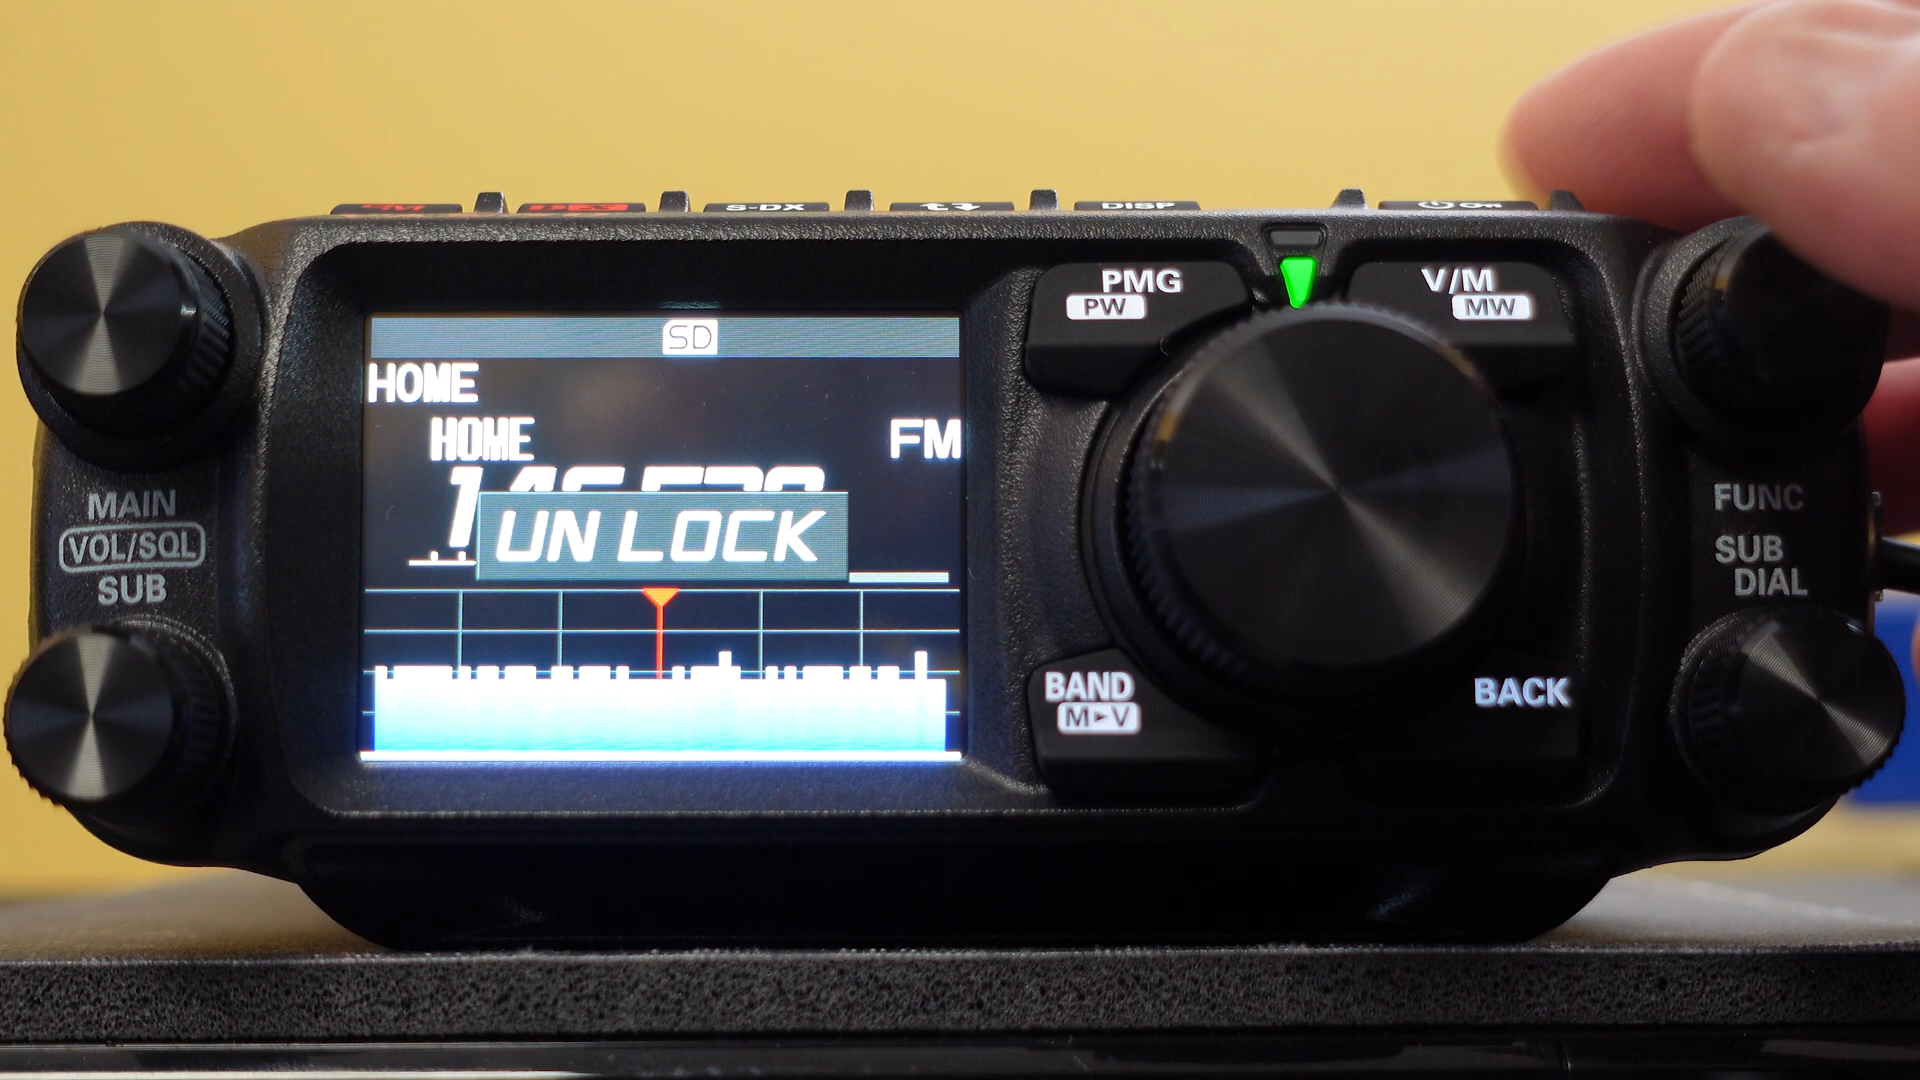 S-DX
DISP
On
PMG
PW
V/M
MW
SD
HOME
HOME
FM
UN LOCK
MAIN
VOL/SQL
SUB
FUNC
SUB
DIAL
BAND
M▶V
BACK